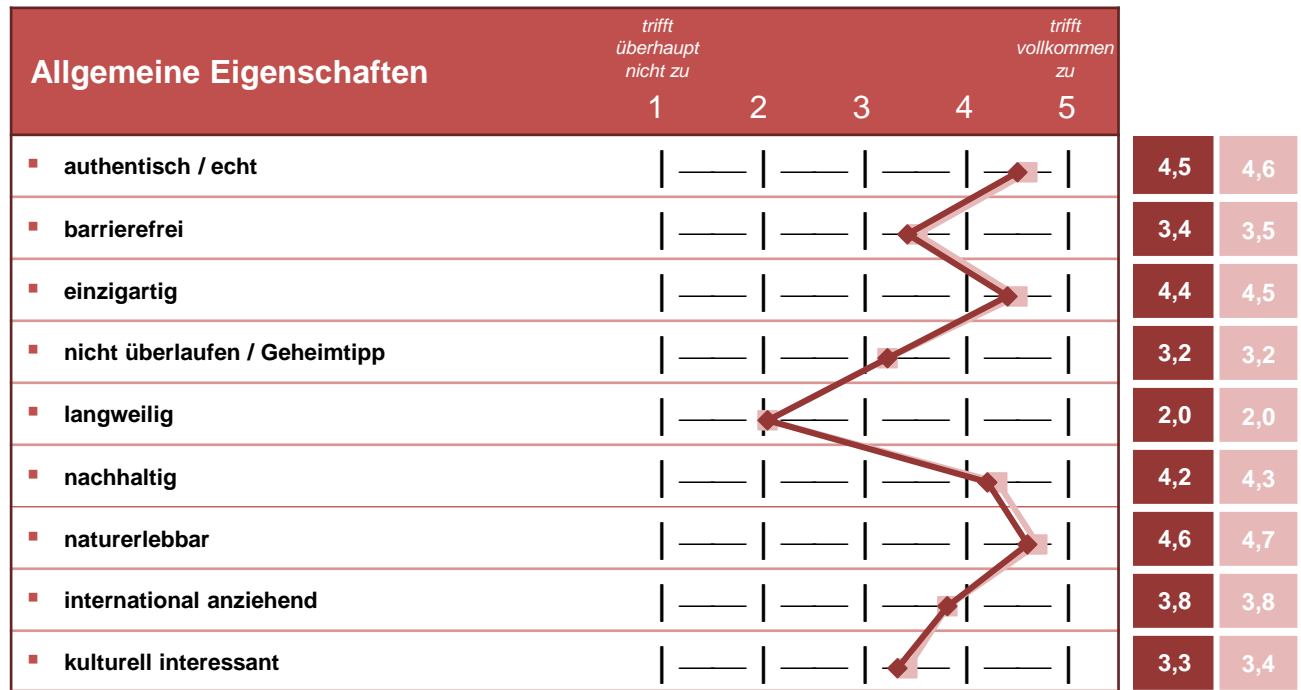 Allgemeine Eigenschaften
trifft
überhaupt
nicht zu
trifft
vollkommen
zu
1 2 3 4 5
authentisch / echt 4,5 4,6
barrierefrei 3,4 3,5
einzigartig 4,4 4,5
nicht überlaufen / Geheimtipp 3,2 3,2
langweilig 2,0 2,0
nachhaltig 4,2 4,3
naturerlebbar 4,6 4,7
international anziehend 3,8 3,8
kulturell interessant 3,3 3,4